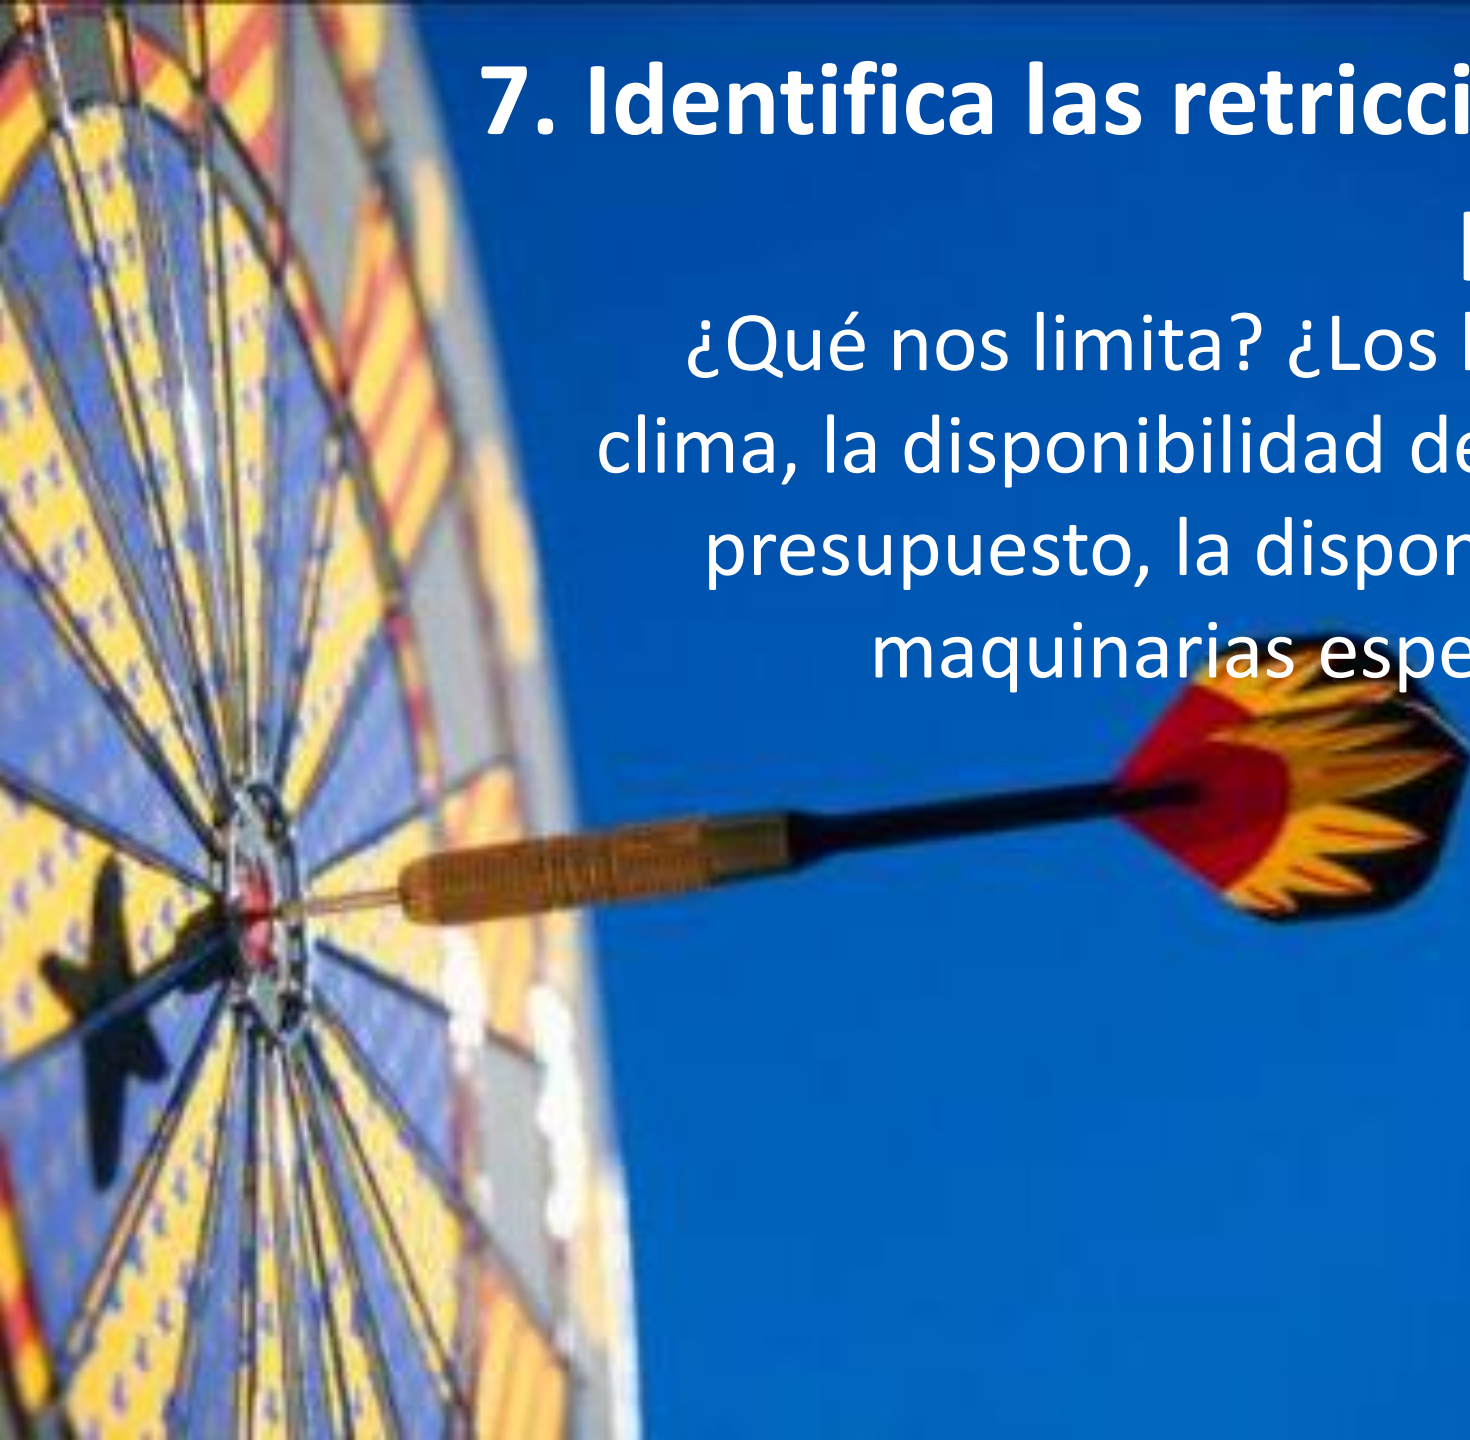 7. Identifica las retricci
¿Qué nos limita? ¿Los
clima, la disponibilidad de
presupuesto, la dispon
maquinarias espe